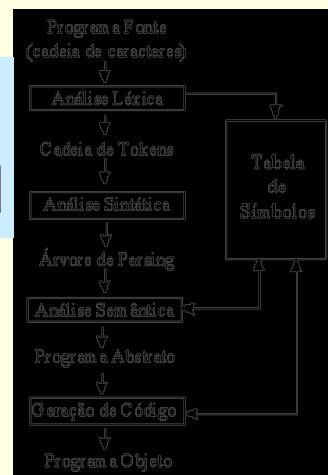 Programa Fonte
(cadeia de caracteres)
Análise Léxica
Cadeia de Tokens
Tabela
de
Símbolos
Análise Sintática
Árvore de Parsing
Análise Semântica
Programa Abstrato
Geração de Código
Programa Objeto